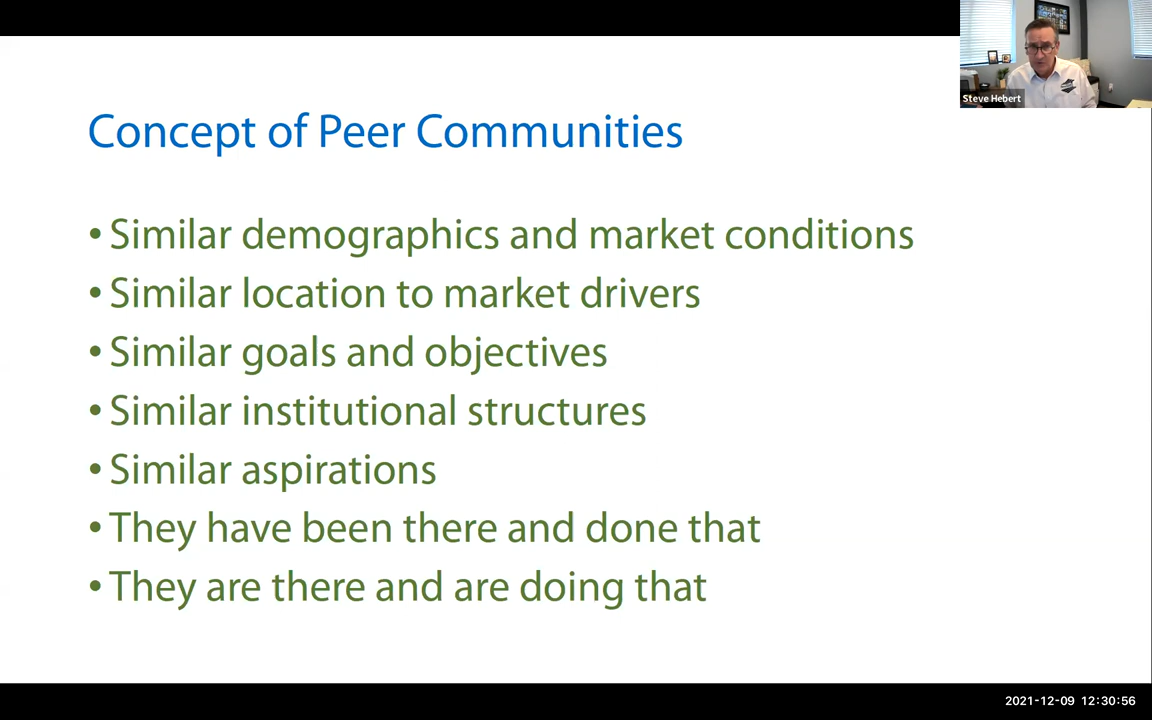 Steve Hebert
Concept of Peer Communities
• Similar demographics and market conditions
• Similar location to market drivers
• Similar goals and objectives
• Similar institutional structures
• Similar aspirations
• They have been there and done that
• They are there and are doing that
2021-12-09 12:30:56